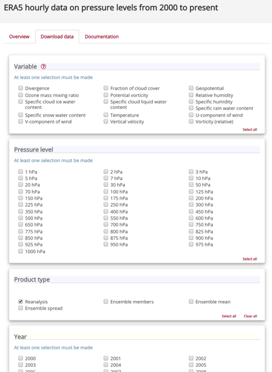 ERA5 hourly data on pressure levels from 2000 to present
Overview Download data Documentation
Variable ?
At least one selection must be made
Divergence Fraction of cloud cover Geopotential
Ozone mass mixing ratio Potential vorticity Relative humidity
Specific cloud ice water content Specific cloud liquid water content Specific humidity
Specific rain water content
Specific snow water content Temperature U-component of wind
V-component of wind Vertical velocity Vorticity (relative)
Select all
Pressure level
At least one selection must be made
1 hPa 2 hPa 3 hPa
5 hPa 7 hPa 10 hPa
20 hPa 30 hPa 50 hPa
70 hPa 100 hPa 125 hPa
150 hPa 175 hPa 200 hPa
225 hPa 250 hPa 300 hPa
350 hPa 400 hPa 450 hPa
500 hPa 550 hPa 600 hPa
650 hPa 700 hPa 750 hPa
775 hPa 800 hPa 825 hPa
850 hPa 875 hPa 900 hPa
925 hPa 950 hPa 975 hPa
1000 hPa
Select all
Product type
Reanalysis Ensemble members Ensemble mean
Ensemble spread
Select all Clear all
Year
At least one selection must be made
2000 2001 2002
2003 2004 2005